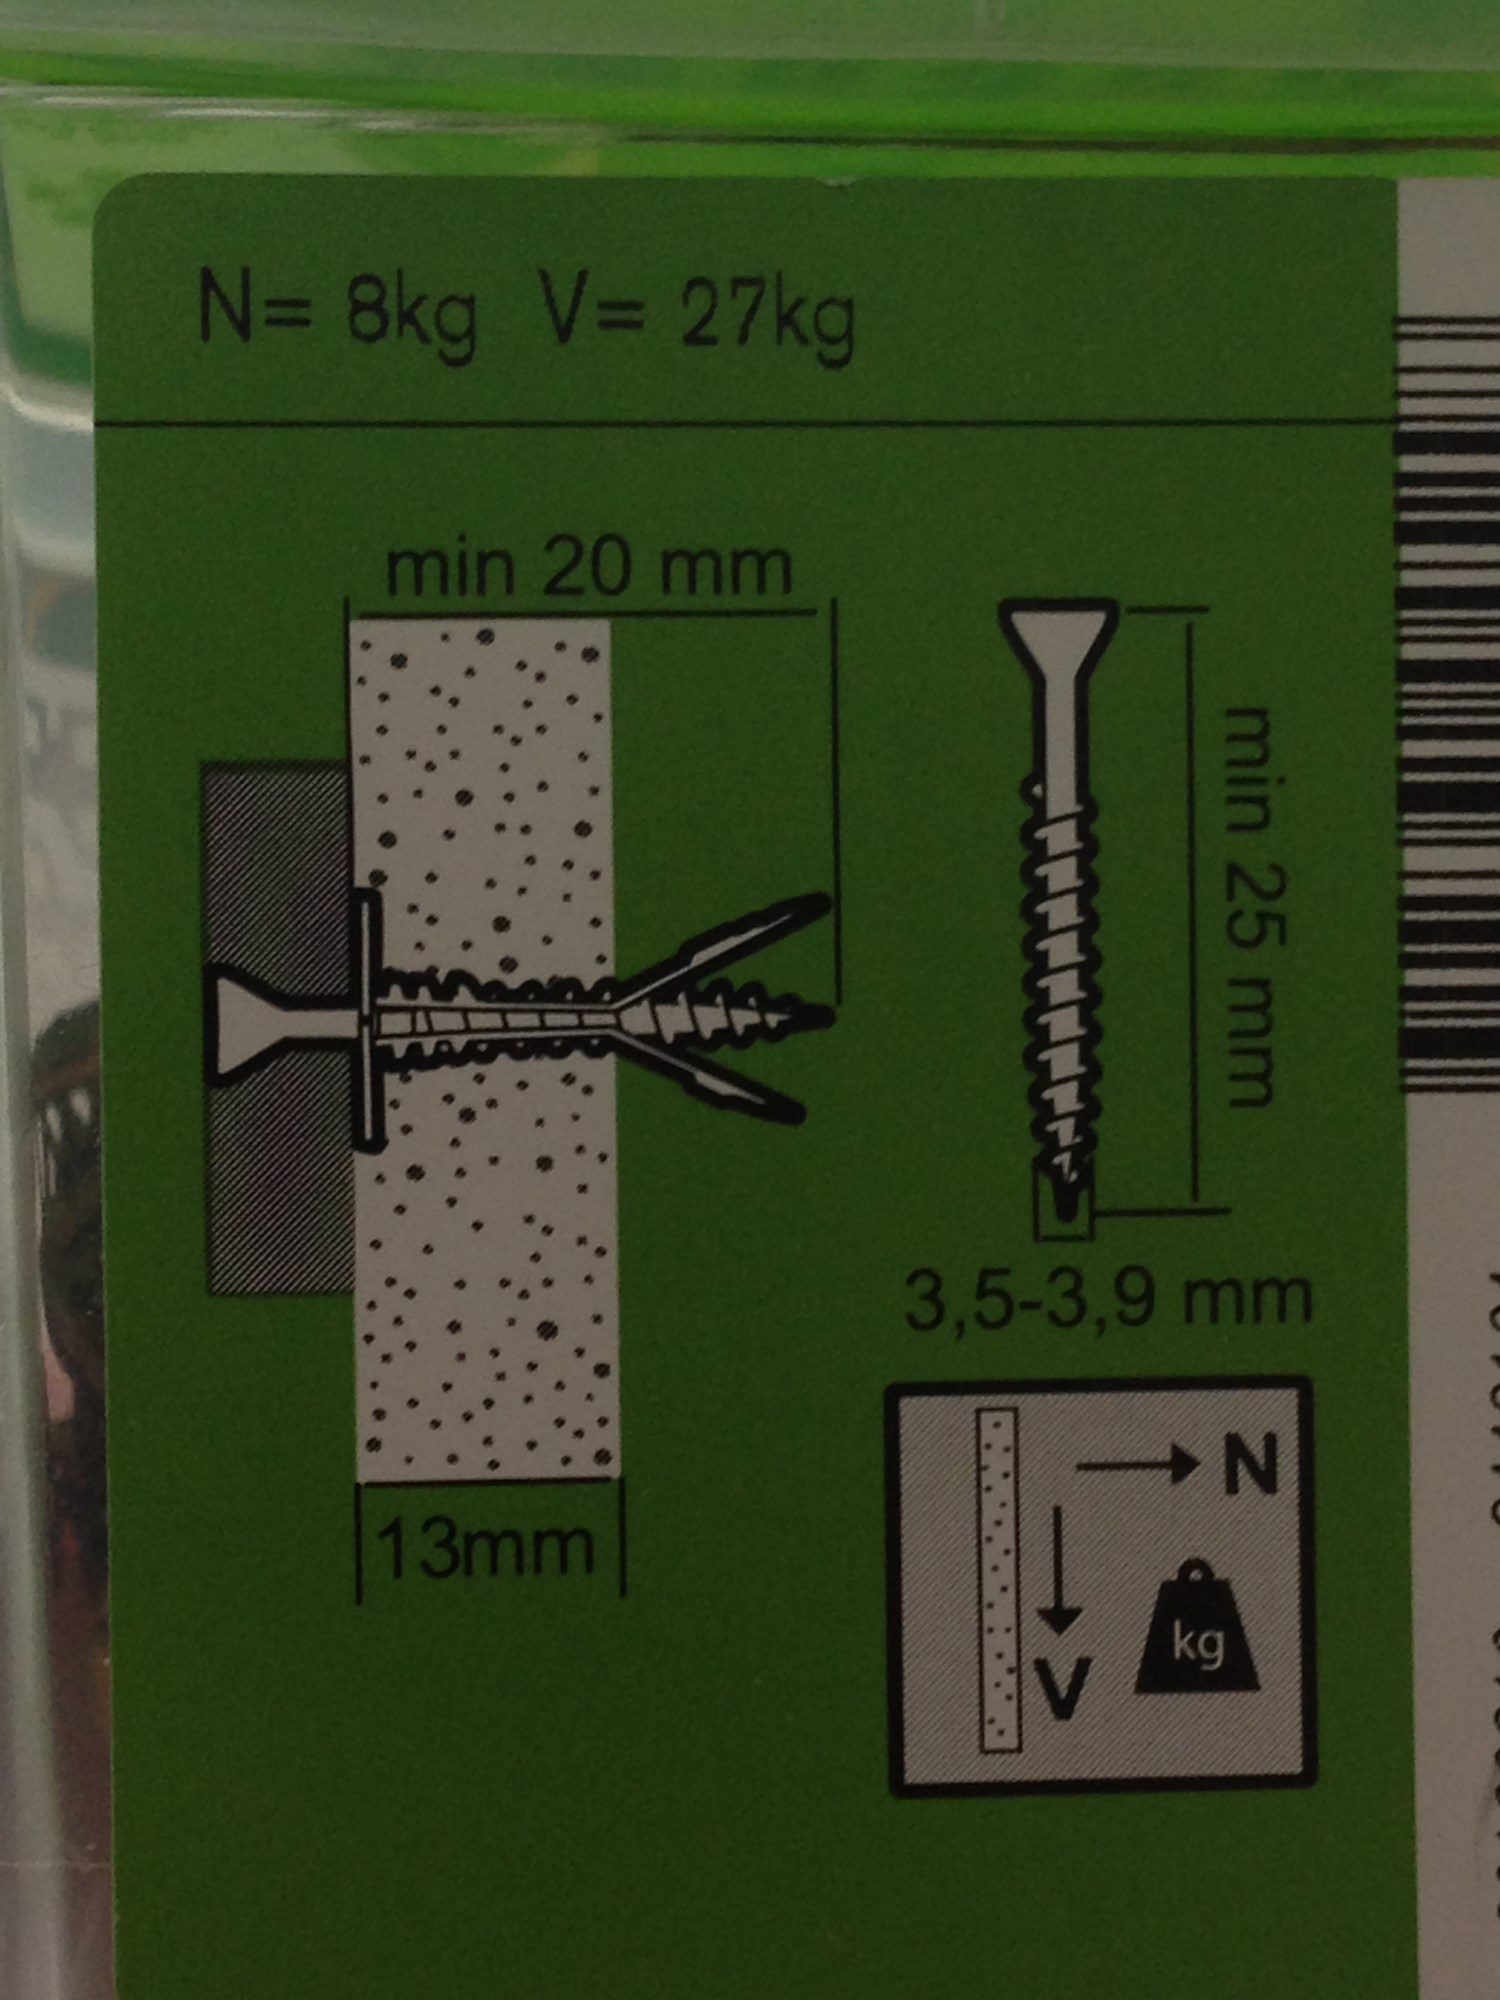 N= 8kg V= 27kg
min 20 mm
min 25 mm
3,5-3,9 mm
13mm
N
V
kg